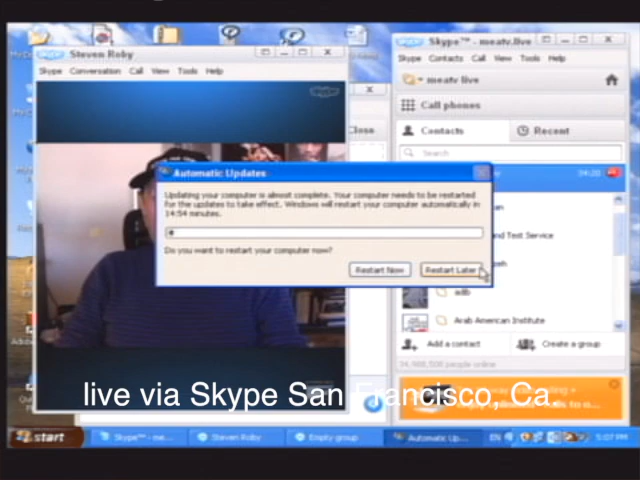 Steven Roby
Skype Conversation Call View Tools Help
Skype™ - meatv.live
Skype Contacts Call View Tools Help
meatv live
Call phones
Contacts
Recent
Search
Close
34:20
Automatic Updates
Updating your computer is almost complete. Your computer needs to be restarted
for the updates to take effect. Windows will restart your computer automatically in
14:54 minutes.
Do you want to restart your computer now?
Restart Now
Restart Later
nd Text Service
Arab American Institute
Add a contact
Create a group
people online
live via Skype San Francisco, Ca.
start
Skype™ - me...
Steven Roby
Empty group
Automatic Up...
EN
5:07 PM